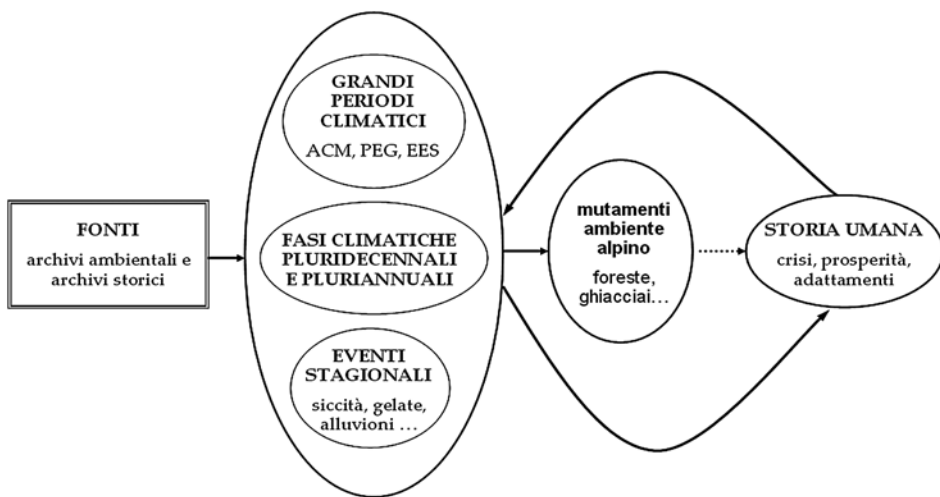 FONTI
archivi ambientali e
archivi storici
GRANDI
PERIODI
CLIMATICI
ACM, PEG, EES
FASI CLIMATICHE
PLURIDECENNALI
E PLURIANNUALI
EVENTI
STAGIONALI
siccità, gelate,
alluvioni ...
mutamenti
ambiente
alpino
foreste,
ghiacciai...
STORIA UMANA
crisi, prosperità,
adattamenti